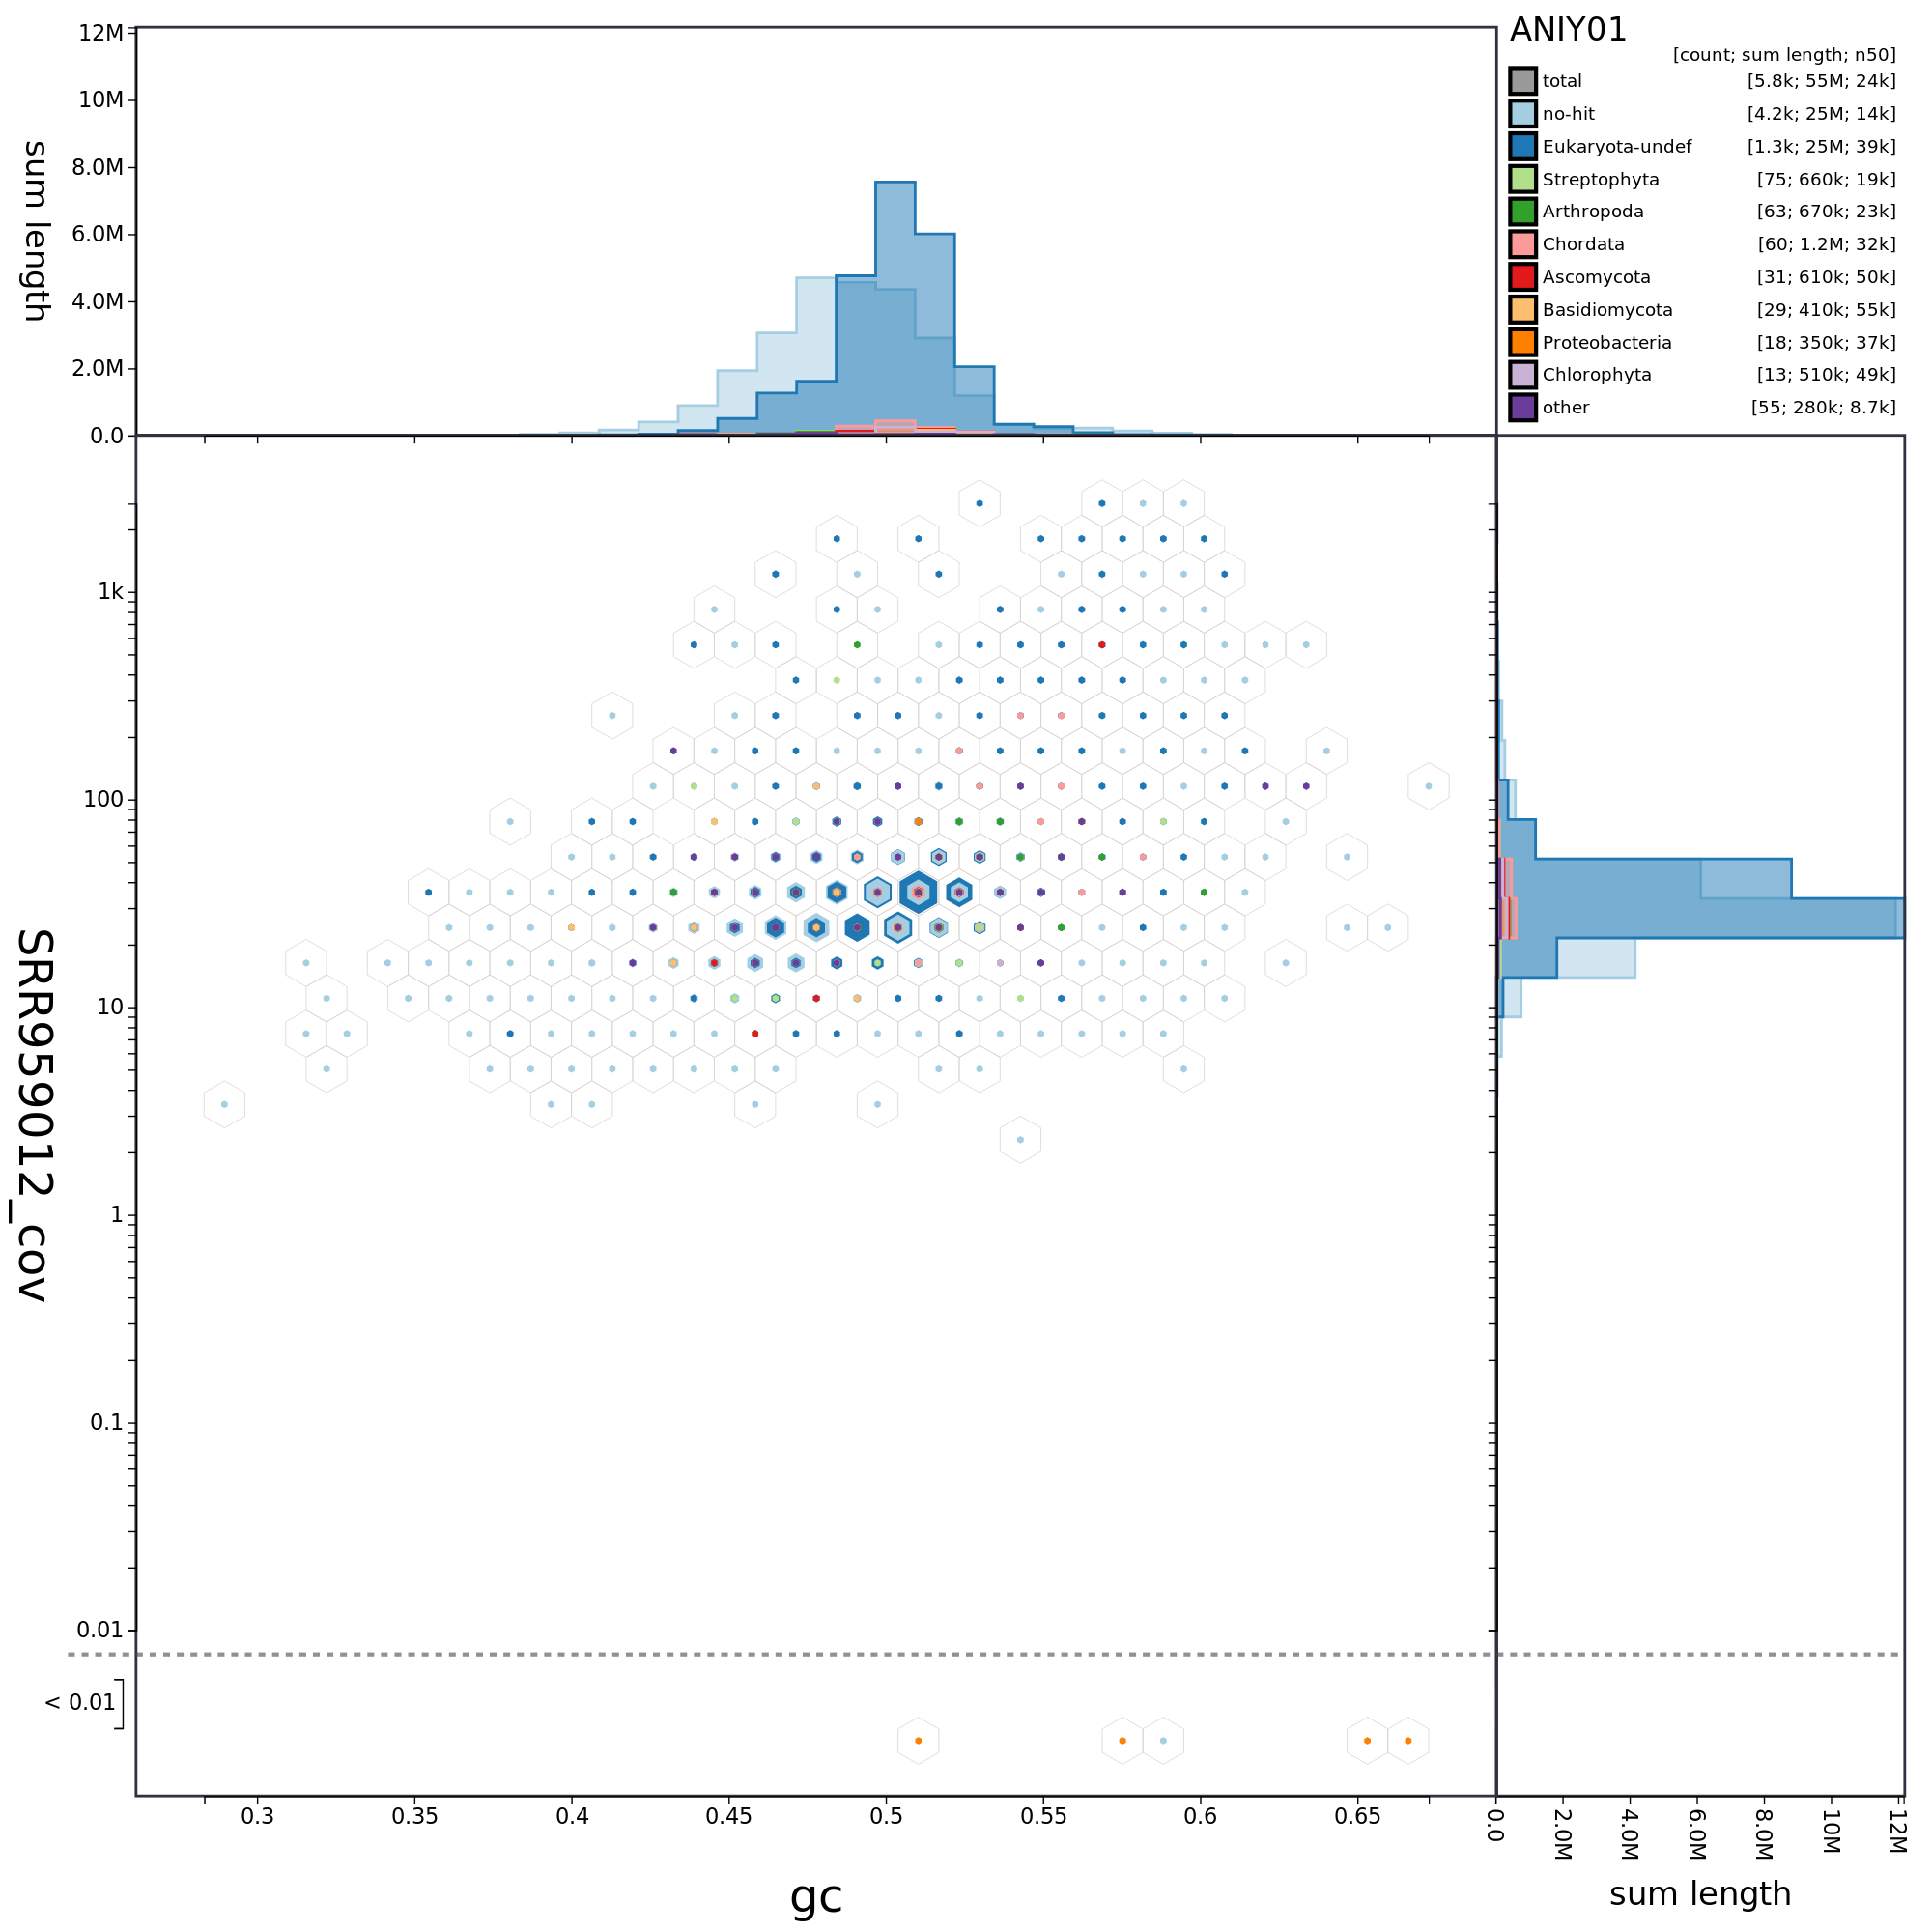 ANIY01
[count; sum length; n50]
total [5.8k; 55M; 24k]
no-hit [4.2k; 25M; 14k]
Eukaryota-undef [1.3k; 25M; 39k]
Streptophyta [75; 660k; 19k]
Arthropoda [63; 670k; 23k]
Chordata [60; 1.2M; 32k]
Ascomycota [31; 610k; 50k]
Basidiomycota [29; 410k; 55k]
Proteobacteria [18; 350k; 37k]
Chlorophyta [13; 510k; 49k]
other [55; 280k; 8.7k]
sum length
12M
10M
8.0M
6.0M
4.0M
2.0M
0.0
SRR959012_cov
1k
100
10
1
0.1
0.01
< 0.01
0.3 0.35 0.4 0.45 0.5 0.55 0.6 0.65
gc
0.0 2.0M 4.0M 6.0M 8.0M 10M 12M
sum length